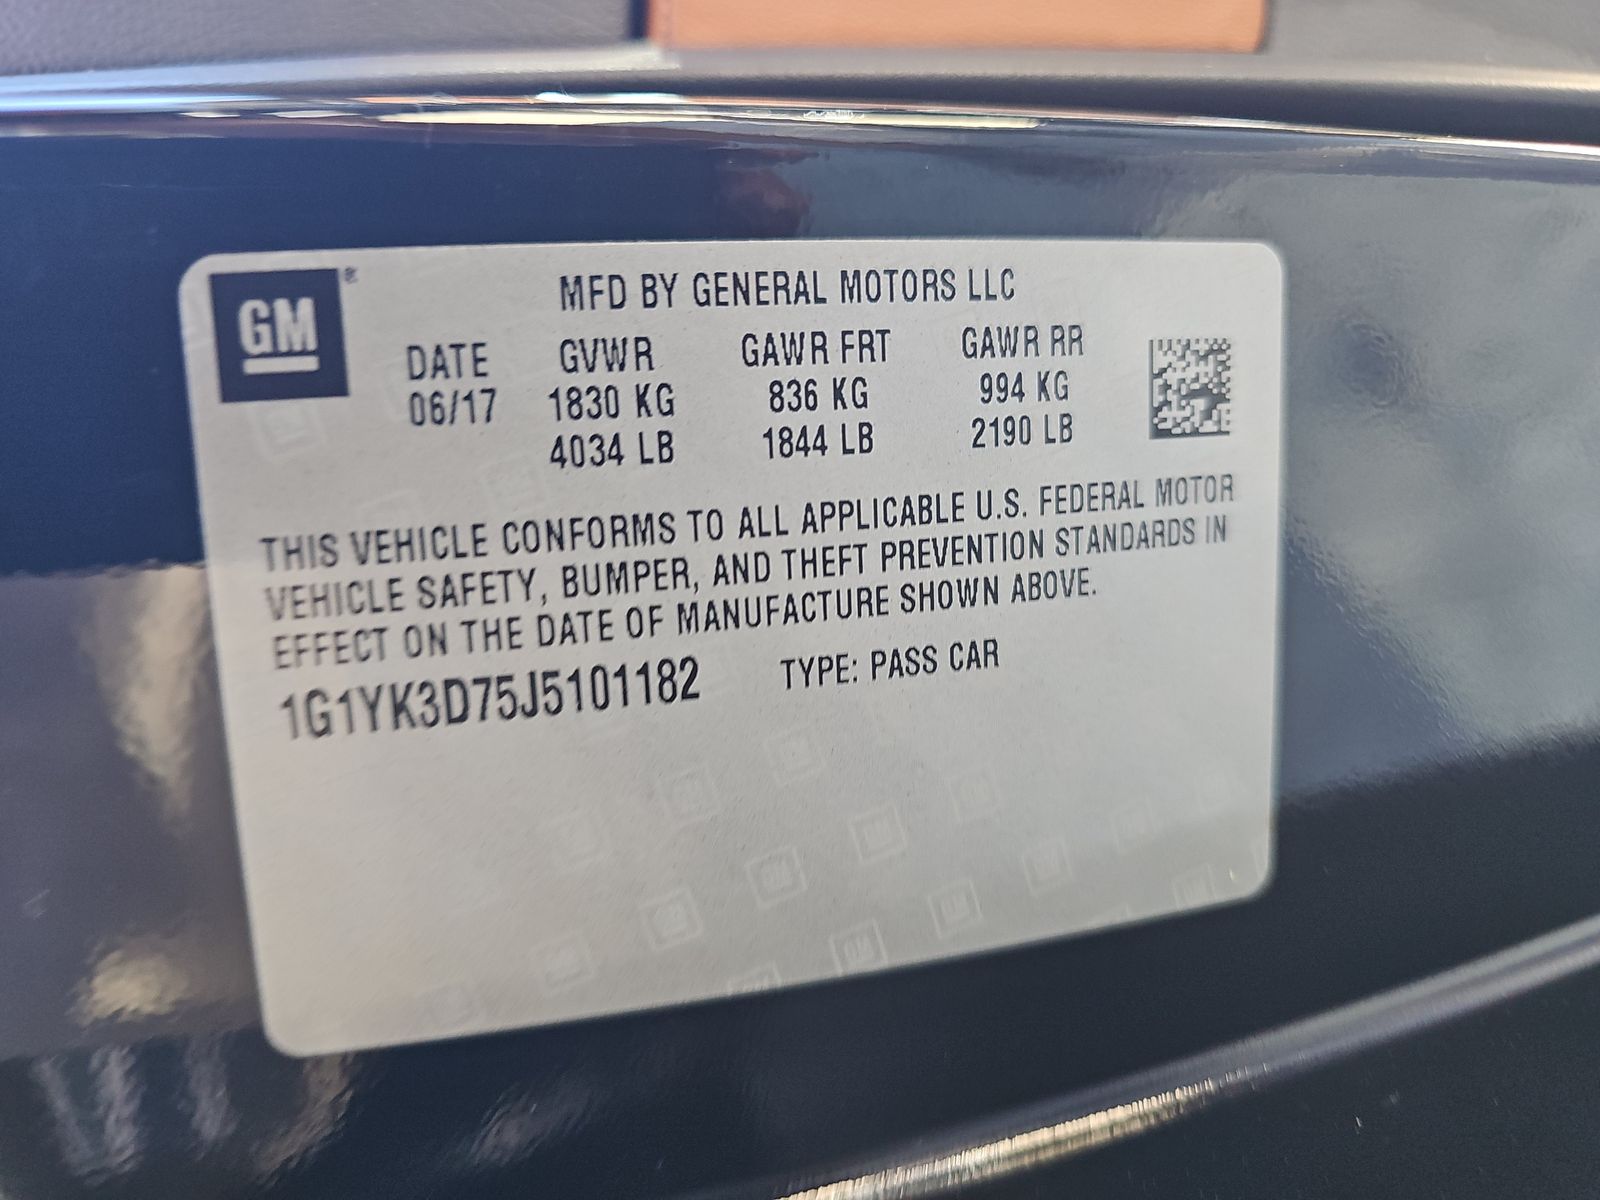 GM ®
MFD BY GENERAL MOTORS LLC
DATE GVWR GAWR FRT GAWR RR
06/17 1830 KG 836 KG 994 KG
4034 LB 1844 LB 2190 LB
THIS VEHICLE CONFORMS TO ALL APPLICABLE U.S. FEDERAL MOTOR
VEHICLE SAFETY, BUMPER, AND THEFT PREVENTION STANDARDS IN
EFFECT ON THE DATE OF MANUFACTURE SHOWN ABOVE.
1G1YK3D75J5101182 TYPE: PASS CAR